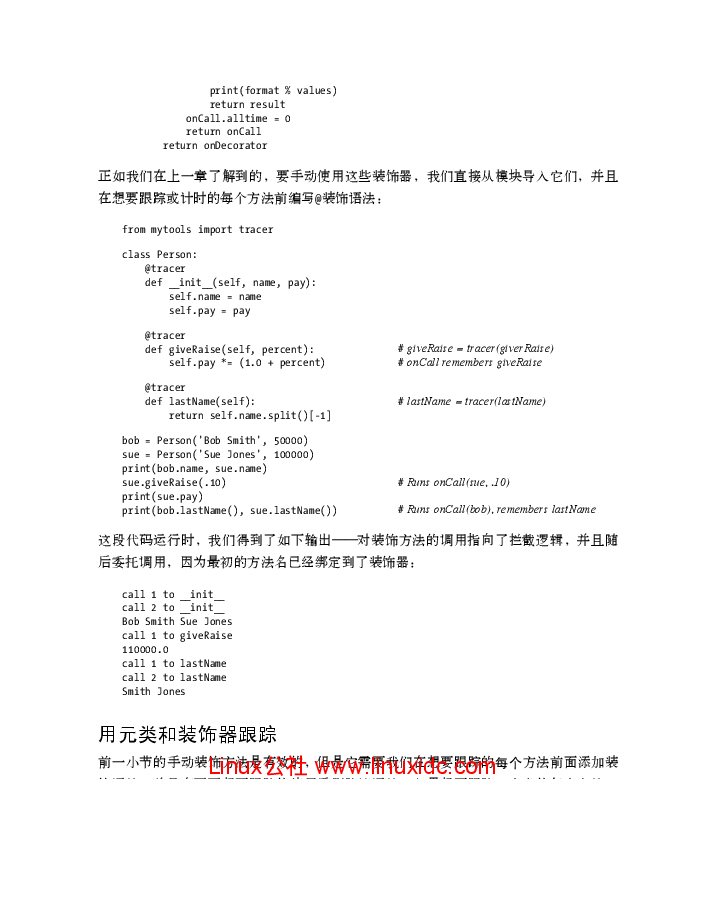 print(format % values)
return result
onCall.alltime = 0
return onCall
return onDecorator
正如我们在上一章了解到的，要手动使用这些装饰器，我们直接从模块导入它们，并且
在想要跟踪或计时的每个方法前编写@装饰语法：
from mytools import tracer
class Person:
@tracer
def __init__(self, name, pay):
self.name = name
self.pay = pay
@tracer
def giveRaise(self, percent): # giveRaise = tracer(giverRaise)
self.pay *= (1.0 + percent) # onCall remembers giveRaise
@tracer
def lastName(self): # lastName = tracer(lastName)
return self.name.split()[-1]
bob = Person('Bob Smith', 50000)
sue = Person('Sue Jones', 100000)
print(bob.name, sue.name)
sue.giveRaise(.10) # Runs onCall(sue, .10)
print(sue.pay)
print(bob.lastName(), sue.lastName()) # Runs onCall(bob), remembers lastName
这段代码运行时，我们得到了如下输出——对装饰方法的调用指向了拦截逻辑，并且随
后委托调用，因为最初的方法名已经绑定到了装饰器：
call 1 to __init__
call 2 to __init__
Bob Smith Sue Jones
call 1 to giveRaise
110000.0
call 1 to lastName
call 2 to lastName
Smith Jones
用元类和装饰器跟踪
前一小节的手动装饰方法是有效的，但是它需要我们在想要跟踪的每个方法前面添加装
Linux公社 www.linuxidc.com